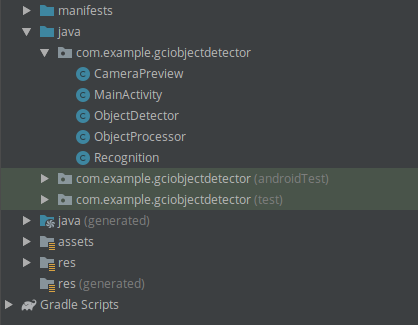 manifests
java
com.example.gciobjectdetector
CameraPreview
MainActivity
ObjectDetector
ObjectProcessor
Recognition
com.example.gciobjectdetector (androidTest)
com.example.gciobjectdetector (test)
java (generated)
assets
res
res (generated)
Gradle Scripts